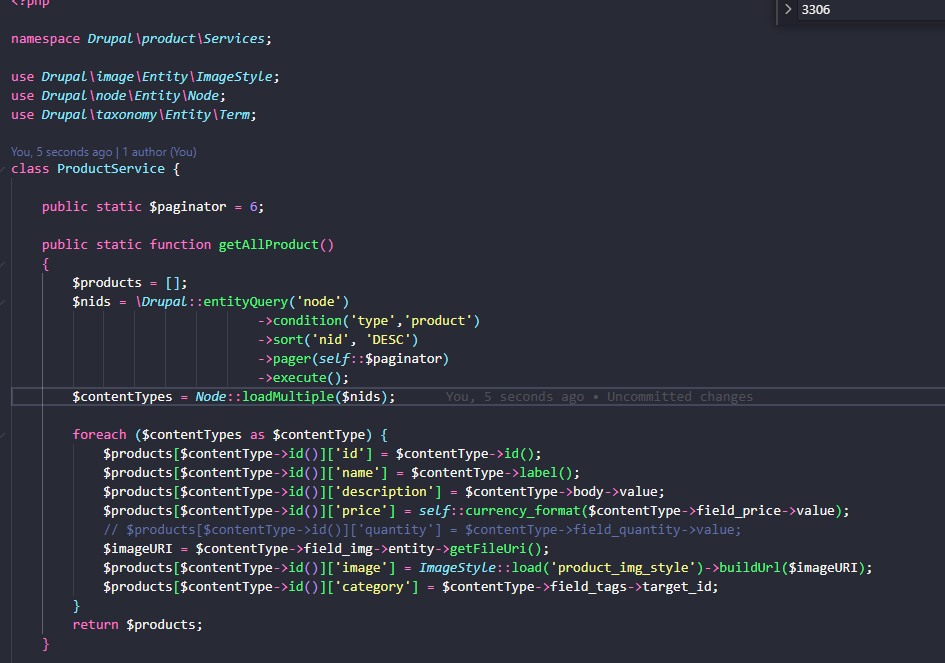 <?php
3306
namespace Drupal\product\Services;
use Drupal\image\Entity\ImageStyle;
use Drupal\node\Entity\Node;
use Drupal\taxonomy\Entity\Term;
You, 5 seconds ago | 1 author (You)
class ProductService {
public static $paginator = 6;
public static function getAllProduct()
{
$products = [];
$nids = \Drupal::entityQuery('node')
->condition('type','product')
->sort('nid', 'DESC')
->pager(self::$paginator)
->execute();
$contentTypes = Node::loadMultiple($nids); You, 5 seconds ago • Uncommitted changes
foreach ($contentTypes as $contentType) {
$products[$contentType->id()]['id'] = $contentType->id();
$products[$contentType->id()]['name'] = $contentType->label();
$products[$contentType->id()]['description'] = $contentType->body->value;
$products[$contentType->id()]['price'] = self::currency_format($contentType->field_price->value);
// $products[$contentType->id()]['quantity'] = $contentType->field_quantity->value;
$imageURI = $contentType->field_img->entity->getFileUri();
$products[$contentType->id()]['image'] = ImageStyle::load('product_img_style')->buildUrl($imageURI);
$products[$contentType->id()]['category'] = $contentType->field_tags->target_id;
}
return $products;
}